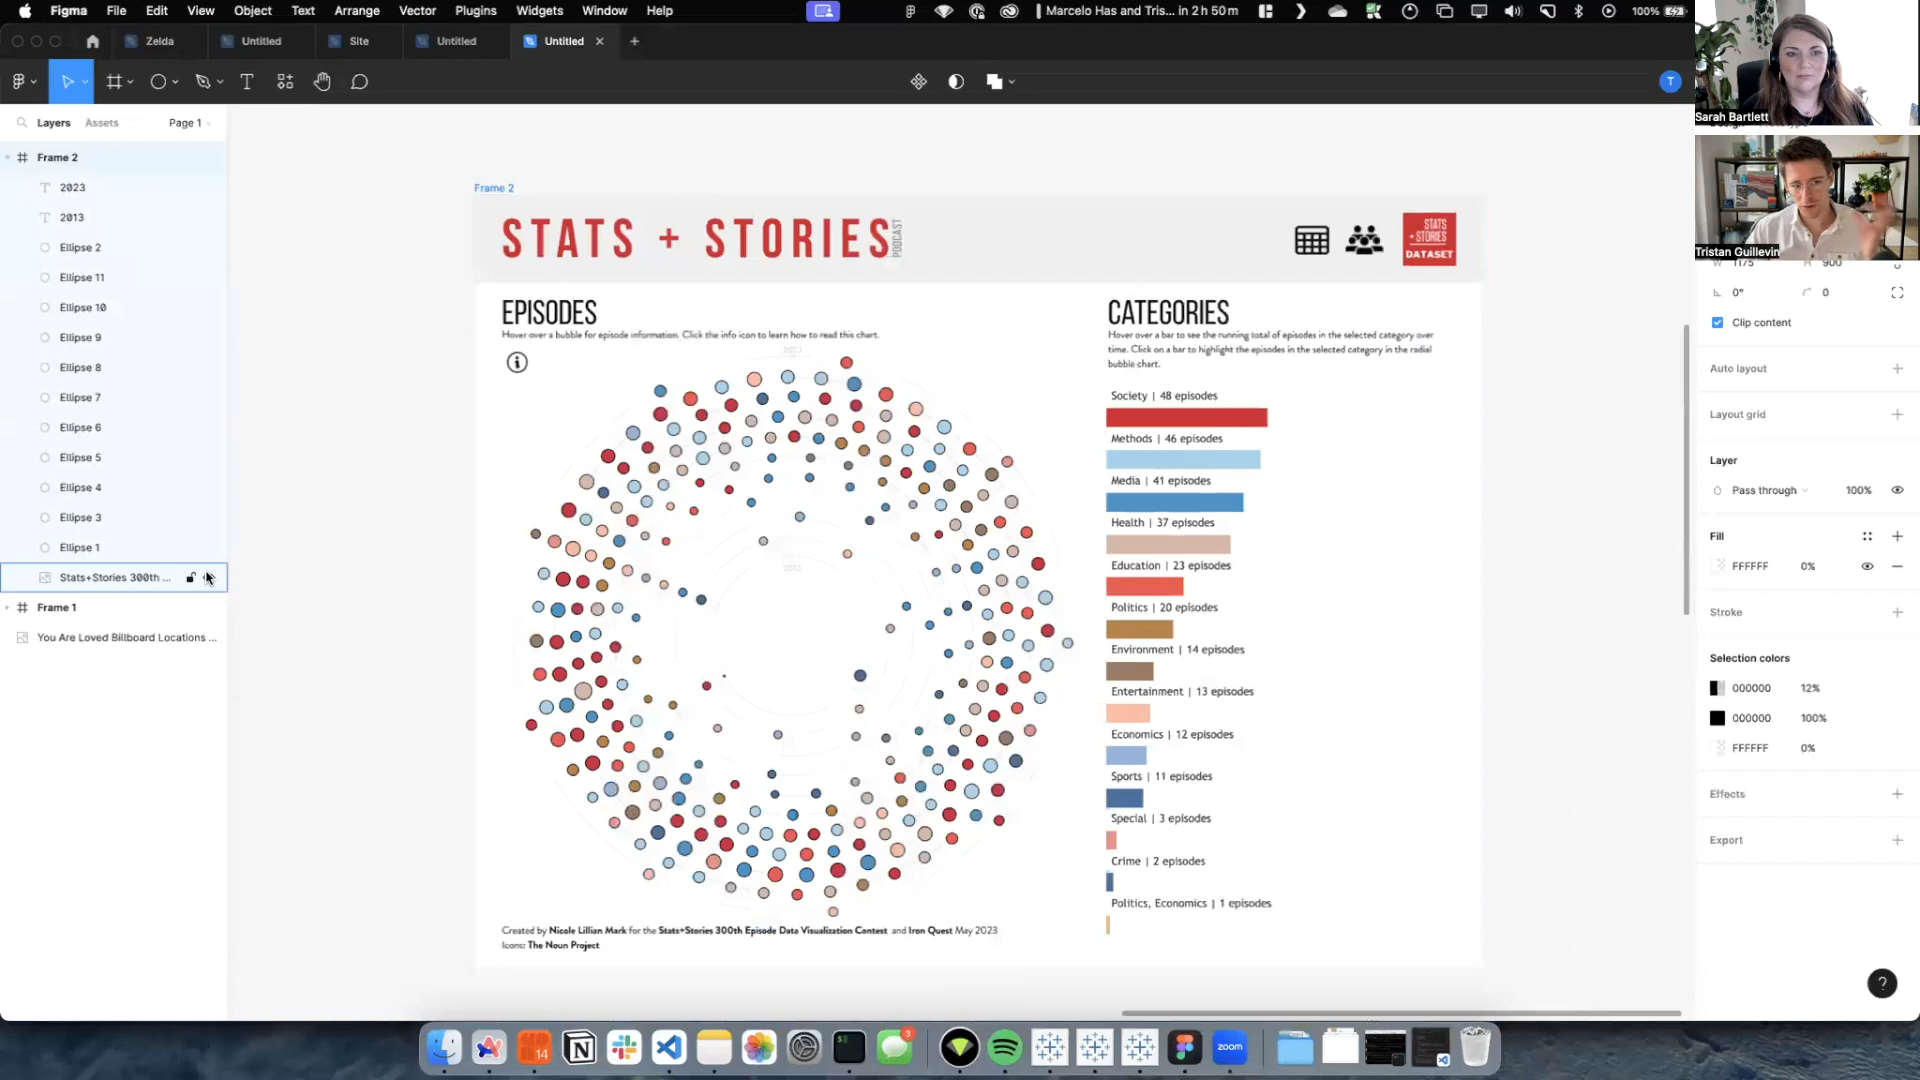 Figma File Edit View Object Text Arrange Vector Plugins Widgets Window Help
Marcelo Has and Tris... in 2 h 50 m
100%
Zelda
Untitled
Site
Untitled
Untitled
T
Sarah Bartlett
Tristan Guillevin
Layers
Assets
Page 1
Frame 2
2023
2013
Ellipse 2
Ellipse 11
Ellipse 10
Ellipse 9
Ellipse 8
Ellipse 7
Ellipse 6
Ellipse 5
Ellipse 4
Ellipse 3
Ellipse 1
Stats+Stories 300th ...
Frame 1
You Are Loved Billboard Locations ...
Frame 2
STATS + STORIES
PODCAST
STATS
+ STORIES
DATASET
EPISODES
Hover over a bubble for episode information. Click the info icon to learn how to read this chart.
2023
2013
CATEGORIES
Hover over a bar to see the running total of episodes in the selected category over
time. Click on a bar to highlight the episodes in the selected category in the radial
bubble chart.
Society | 48 episodes
Methods | 46 episodes
Media | 41 episodes
Health | 37 episodes
Education | 23 episodes
Politics | 20 episodes
Environment | 14 episodes
Entertainment | 13 episodes
Economics | 12 episodes
Sports | 11 episodes
Special | 3 episodes
Crime | 2 episodes
Politics, Economics | 1 episodes
Created by Nicole Lillian Mark for the Stats+Stories 300th Episode Data Visualization Contest and Iron Quest May 2023
Icons: The Noun Project
W 1175 H 900
0° 0
Clip content
Auto layout
Layout grid
Layer
Pass through 100%
Fill
FFFFFF 0%
Stroke
Selection colors
000000 12%
000000 100%
FFFFFF 0%
Effects
Export
?
14
3
zoom